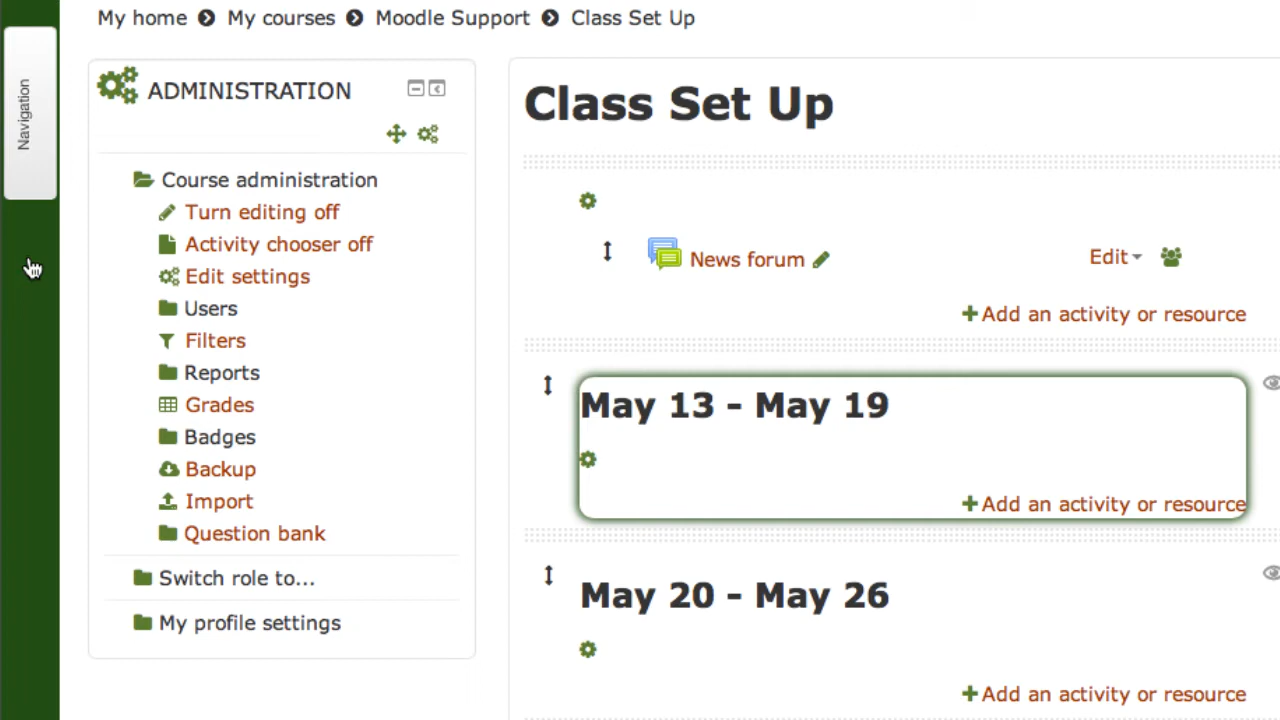 My home My courses Moodle Support Class Set Up
Navigation
ADMINISTRATION
Course administration
Turn editing off
Activity chooser off
Edit settings
Users
Filters
Reports
Grades
Badges
Backup
Import
Question bank
Switch role to...
My profile settings
Class Set Up
News forum
Edit
Add an activity or resource
May 13 - May 19
Add an activity or resource
May 20 - May 26
Add an activity or resource